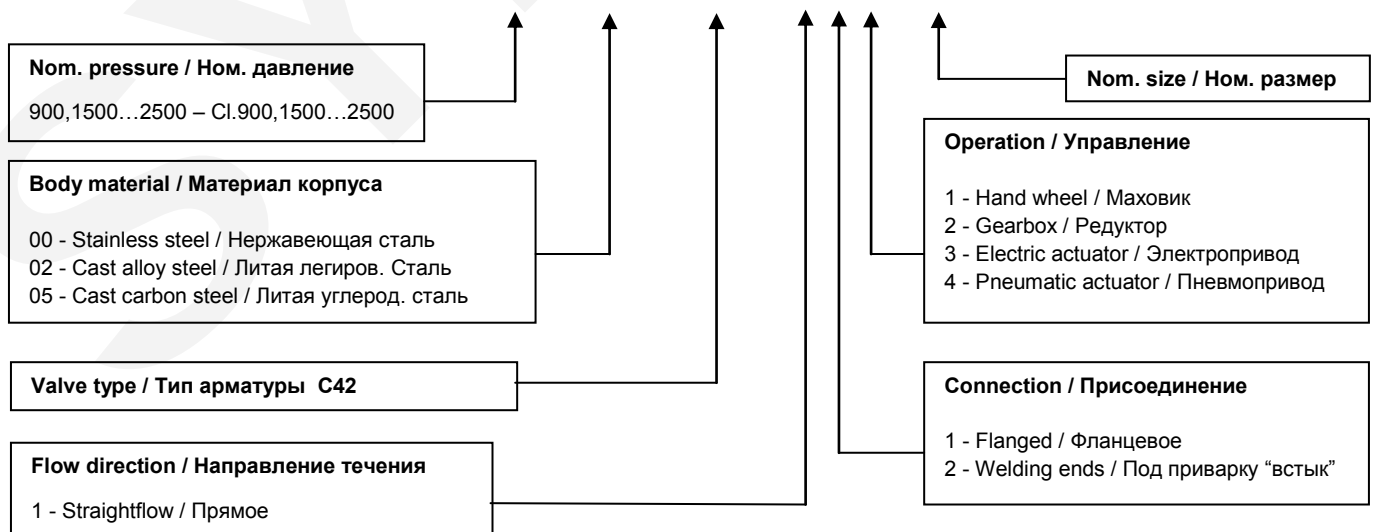 Nom. pressure / Ном. давление
900,1500…2500 – Cl.900,1500…2500
Nom. size / Ном. размер
Body material / Материал корпуса
00 - Stainless steel / Нержавеющая сталь
02 - Cast alloy steel / Литая легиров. Сталь
05 - Cast carbon steel / Литая углерод. сталь
Operation / Управление
1 - Hand wheel / Маховик
2 - Gearbox / Редуктор
3 - Electric actuator / Электропривод
4 - Pneumatic actuator / Пневмопривод
Valve type / Тип арматуры C42
Connection / Присоединение
1 - Flanged / Фланцевое
2 - Welding ends / Под приварку “встык”
Flow direction / Направление течения
1 - Straightflow / Прямое